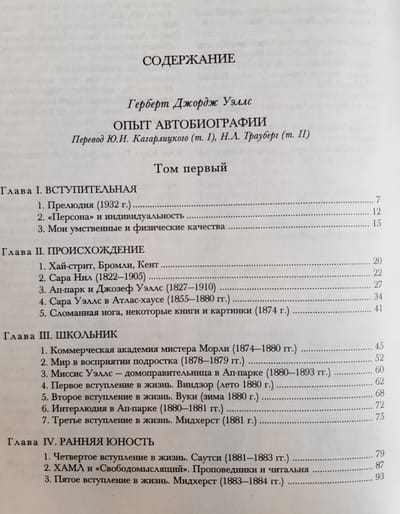 СОДЕРЖАНИЕ
Герберт Джордж Уэллс
ОПЫТ АВТОБИОГРАФИИ
Перевод Ю.И. Кагарлицкого (т. I), Н.Л. Трауберг (т. II)
Том первый
Глава I. ВСТУПИТЕЛЬНАЯ
1. Прелюдия (1932 г.) 7
2. «Персона» и индивидуальность 12
3. Мои умственные и физические качества 15
Глава II. ПРОИСХОЖДЕНИЕ
1. Хай-стрит, Бромли, Кент 20
2. Сара Нил (1822–1905) 22
3. Ап-парк и Джозеф Уэллс (1827–1910) 27
4. Сара Уэллс в Атлас-хаусе (1855–1880 гг.) 34
5. Сломанная нога, некоторые книги и картинки (1874 г.) 41
Глава III. ШКОЛЬНИК
1. Коммерческая академия мистера Морли (1874–1880 гг.) 45
2. Мир в восприятии подростка (1878–1879 гг.) 52
3. Миссис Уэллс — домоправительница в Ап-парке (1880–1893 гг.) 60
4. Первое вступление в жизнь. Виндзор (лето 1880 г.) 62
5. Второе вступление в жизнь. Вуки (зима 1880 г.) 68
6. Интерлюдия в Ап-парке (1880–1881 гг.) 72
7. Третье вступление в жизнь. Мидхерст (1881 г.) 75
Глава IV. РАННЯЯ ЮНОСТЬ
1. Четвертое вступление в жизнь. Саутси (1881–1883 гг.) 79
2. ХАМЛ и «Свободомыслящий». Проповедники и читальня 87
3. Пятое вступление в жизнь. Мидхерст (1883–1884 гг.) 93